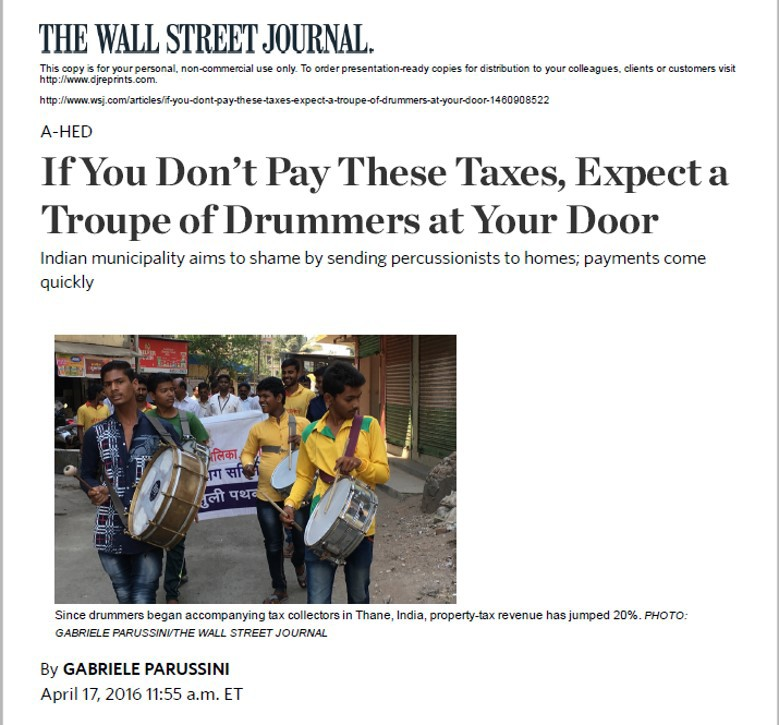 THE WALL STREET JOURNAL.
This copy is for your personal, non-commercial use only. To order presentation-ready copies for distribution to your colleagues, clients or customers visit
http://www.djreprints.com.
http://www.wsj.com/articles/if-you-dont-pay-these-taxes-expect-a-troupe-of-drummers-at-your-door-1460908522
A-HED
If You Don’t Pay These Taxes, Expect a
Troupe of Drummers at Your Door
Indian municipality aims to shame by sending percussionists to homes; payments come
quickly
Since drummers began accompanying tax collectors in Thane, India, property-tax revenue has jumped 20%. PHOTO:
GABRIELE PARUSSINI/THE WALL STREET JOURNAL
By GABRIELE PARUSSINI
April 17, 2016 11:55 a.m. ET